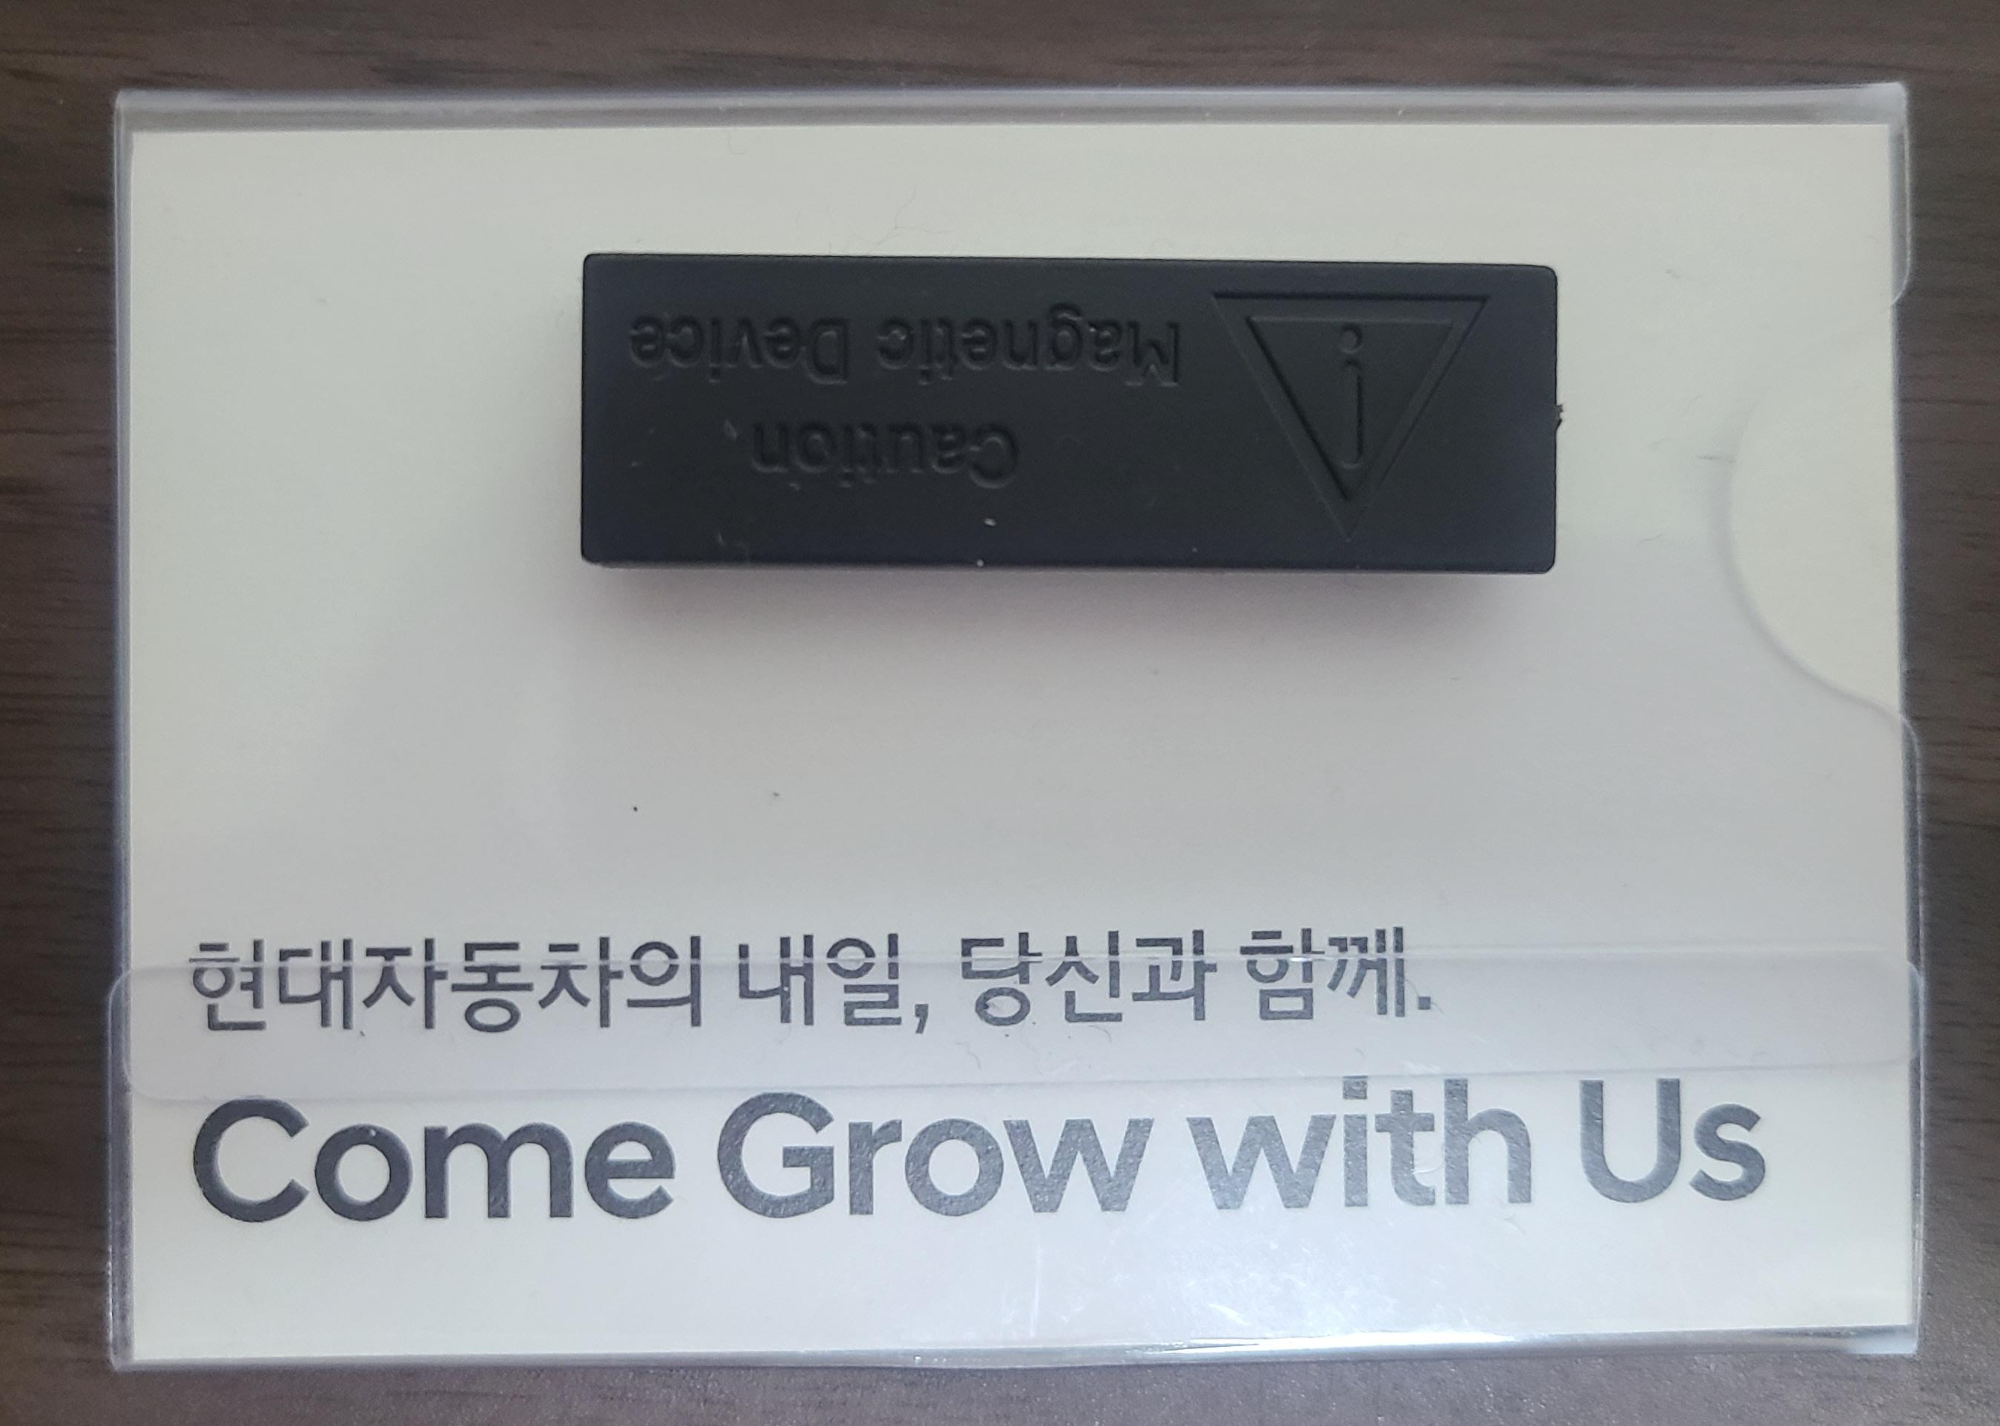 Caution,
Magnetic Device
현대자동차의 내일, 당신과 함께.
Come Grow with Us